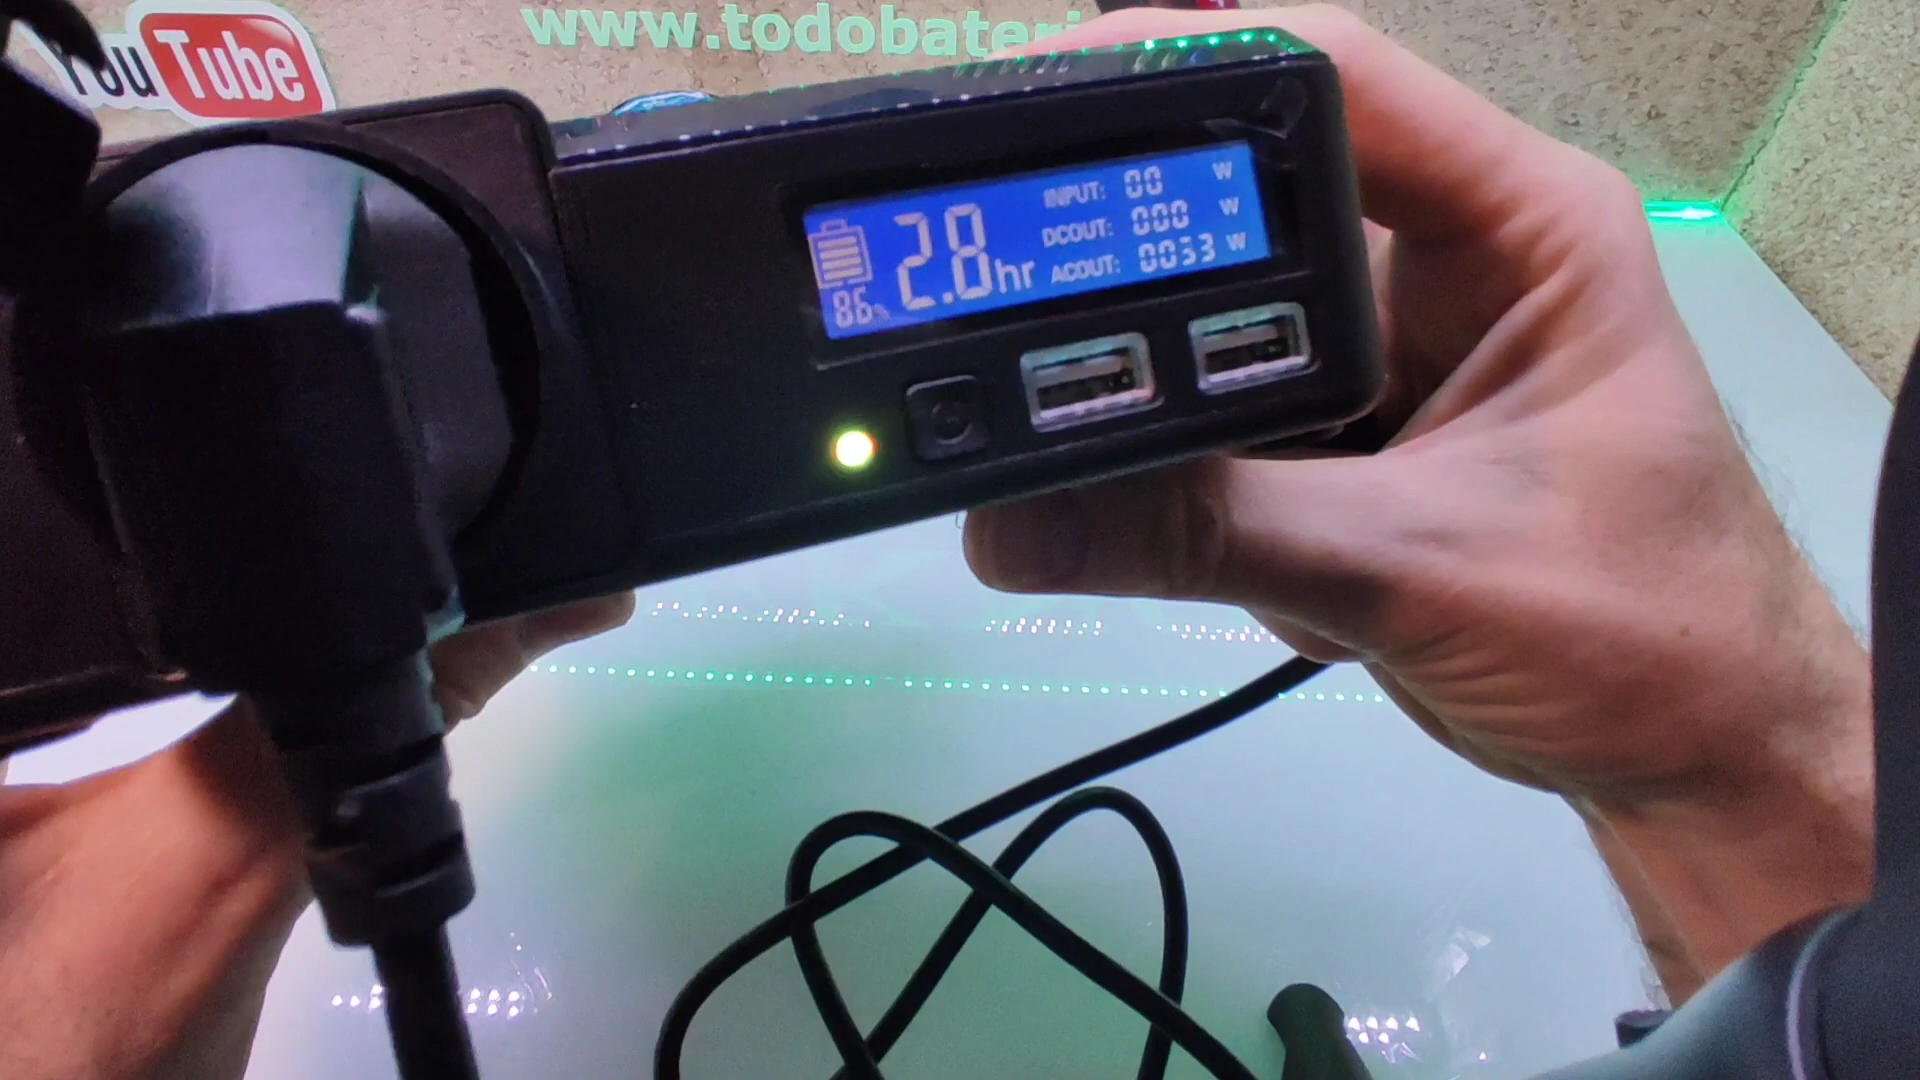 YouTube
www.todobateri
INPUT: 00 W
2.8hr
DCOUT: 000 W
ACOUT: 0033 W
86%